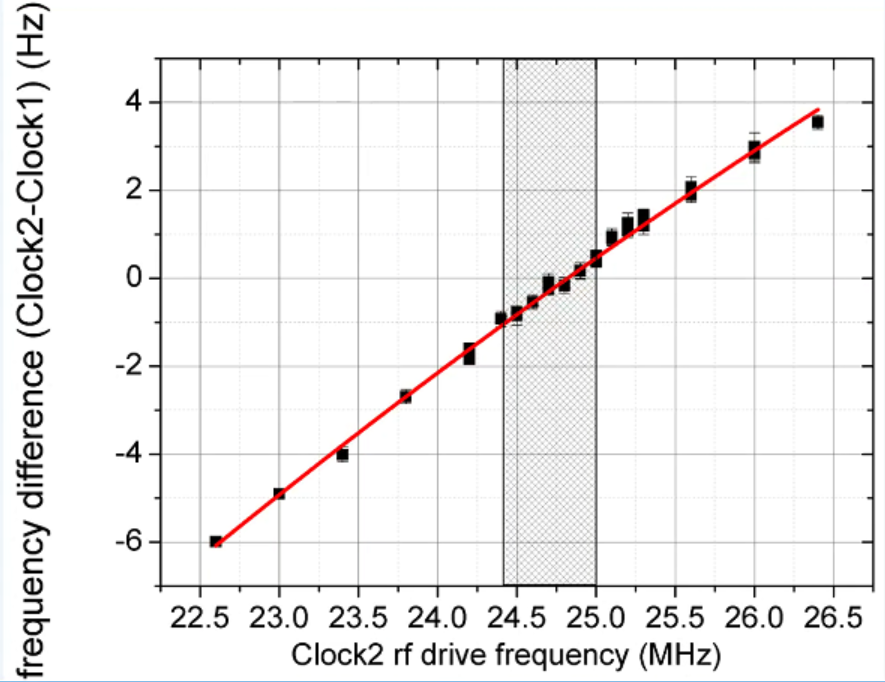 frequency difference (Clock2-Clock1) (Hz)
4
2
0
-2
-4
-6
22.5 23.0 23.5 24.0 24.5 25.0 25.5 26.0 26.5
Clock2 rf drive frequency (MHz)